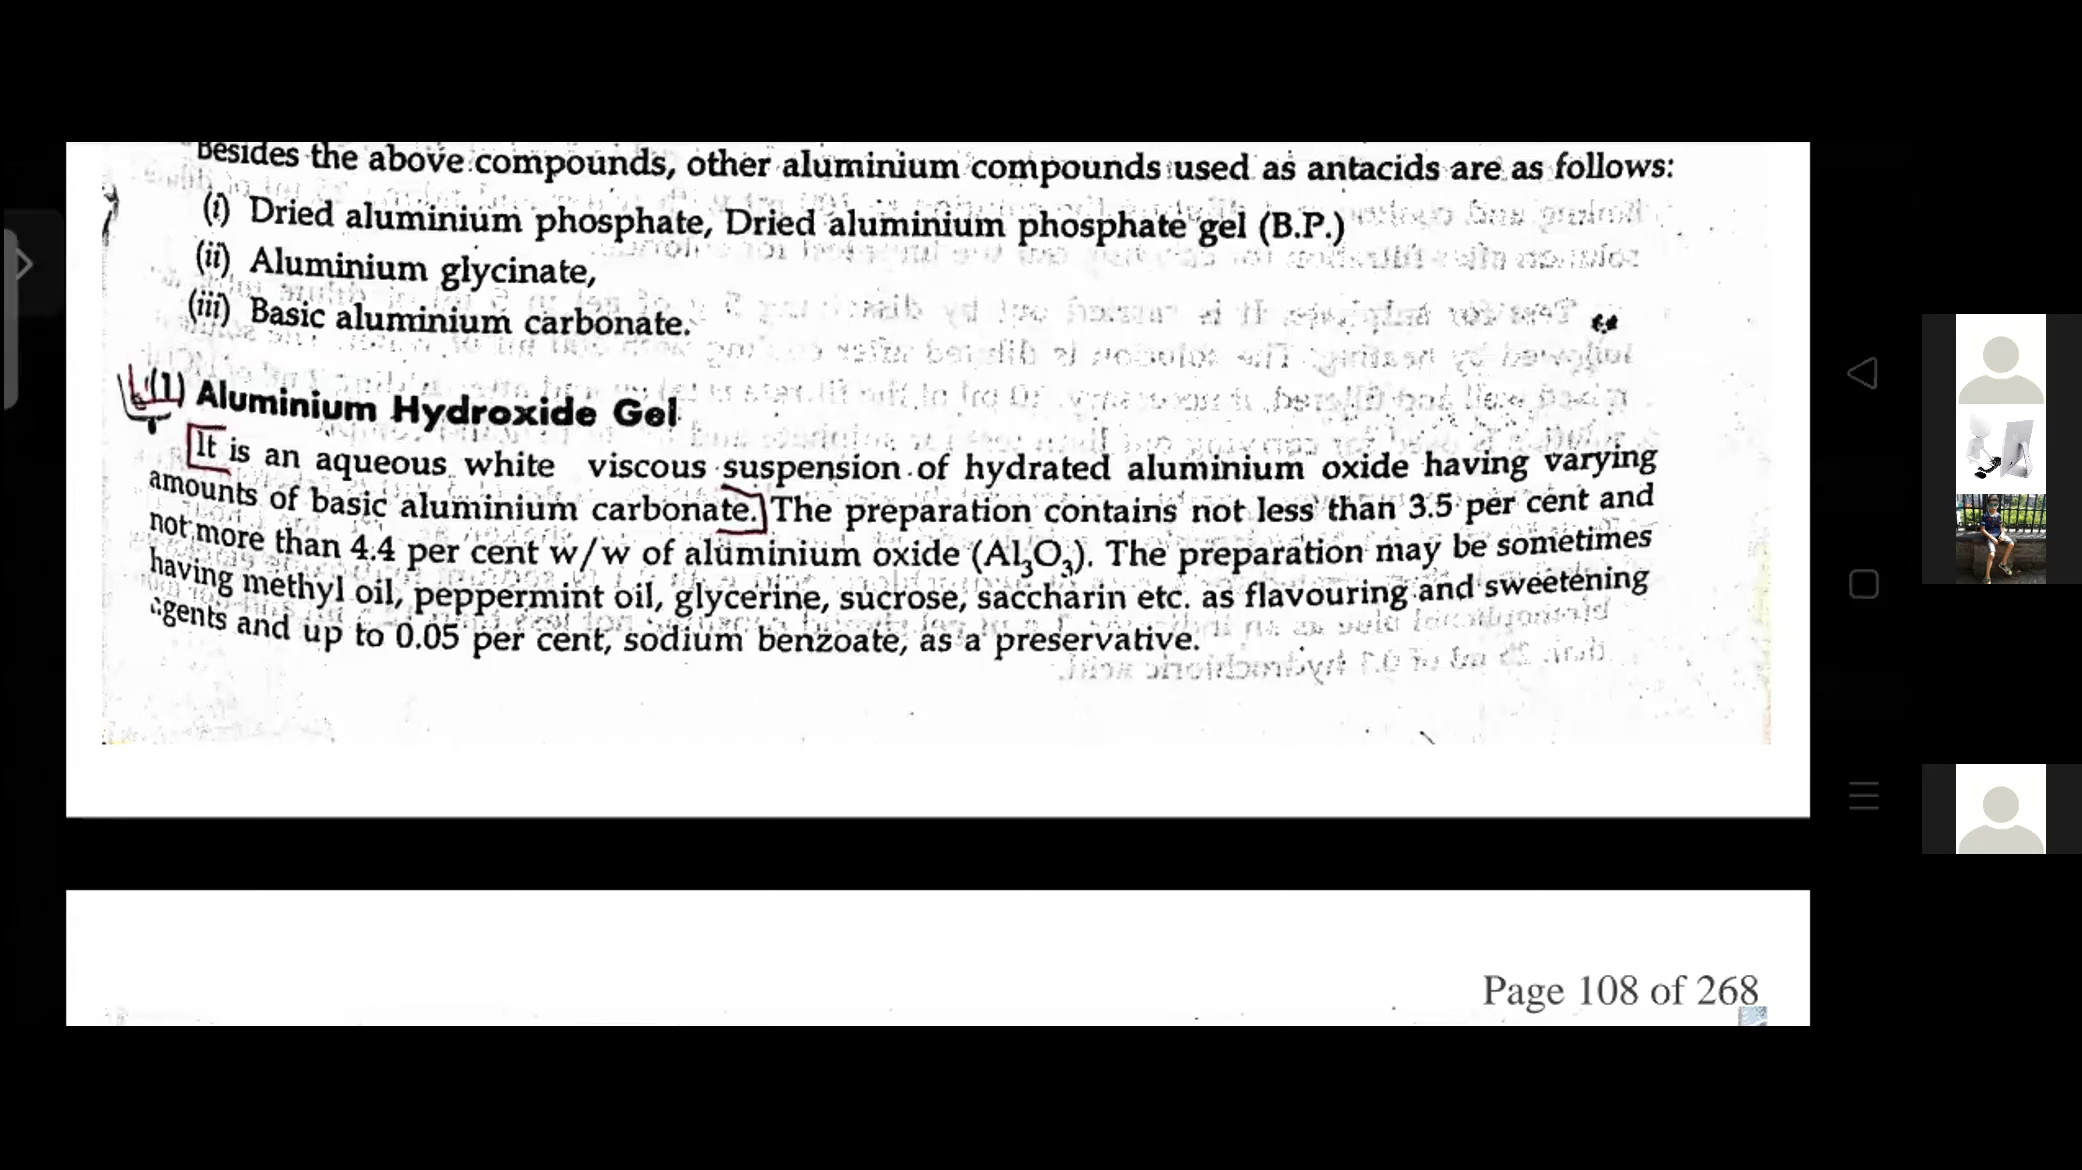 Besides the above compounds, other aluminium compounds used as antacids are as follows:
(i) Dried aluminium phosphate, Dried aluminium phosphate gel (B.P.)
(ii) Aluminium glycinate,
(iii) Basic aluminium carbonate.
(1) Aluminium Hydroxide Gel
It is an aqueous white viscous suspension of hydrated aluminium oxide having varying
amounts of basic aluminium carbonate. The preparation contains not less than 3.5 per cent and
not more than 4.4 per cent w/w of aluminium oxide (Al₃O₃). The preparation may be sometimes
having methyl oil, peppermint oil, glycerine, sucrose, saccharin etc. as flavouring and sweetening
agents and up to 0.05 per cent, sodium benzoate, as a preservative.
Page 108 of 268